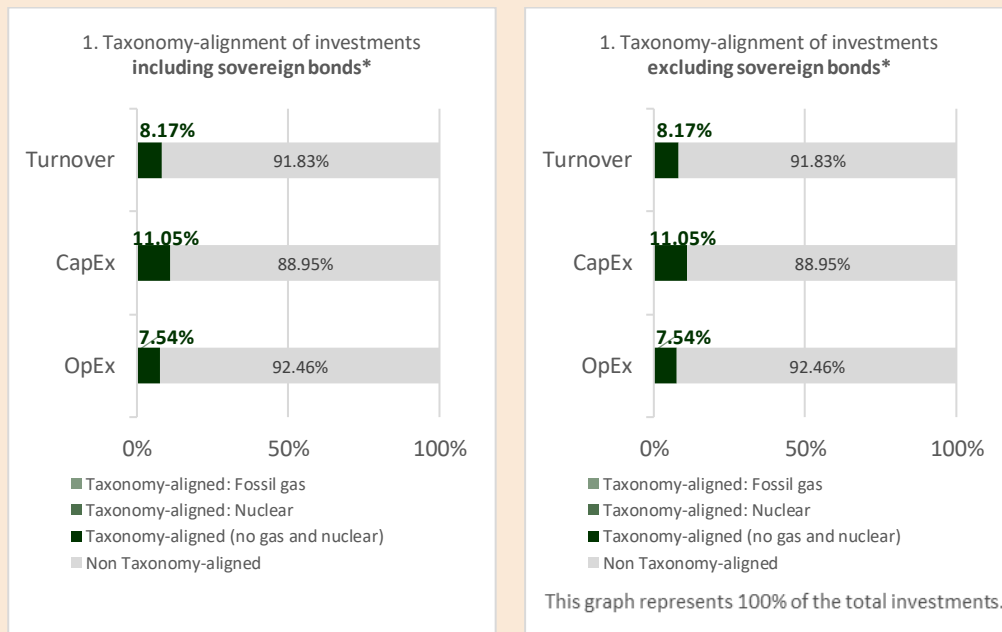 1. Taxonomy-alignment of investments
including sovereign bonds*
8.17%
Turnover
91.83%
11.05%
CapEx
88.95%
7.54%
OpEx
92.46%
0% 50% 100%
Taxonomy-aligned: Fossil gas
Taxonomy-aligned: Nuclear
Taxonomy-aligned (no gas and nuclear)
Non Taxonomy-aligned
1. Taxonomy-alignment of investments
excluding sovereign bonds*
8.17%
Turnover
91.83%
11.05%
CapEx
88.95%
7.54%
OpEx
92.46%
0% 50% 100%
Taxonomy-aligned: Fossil gas
Taxonomy-aligned: Nuclear
Taxonomy-aligned (no gas and nuclear)
Non Taxonomy-aligned
This graph represents 100% of the total investments.